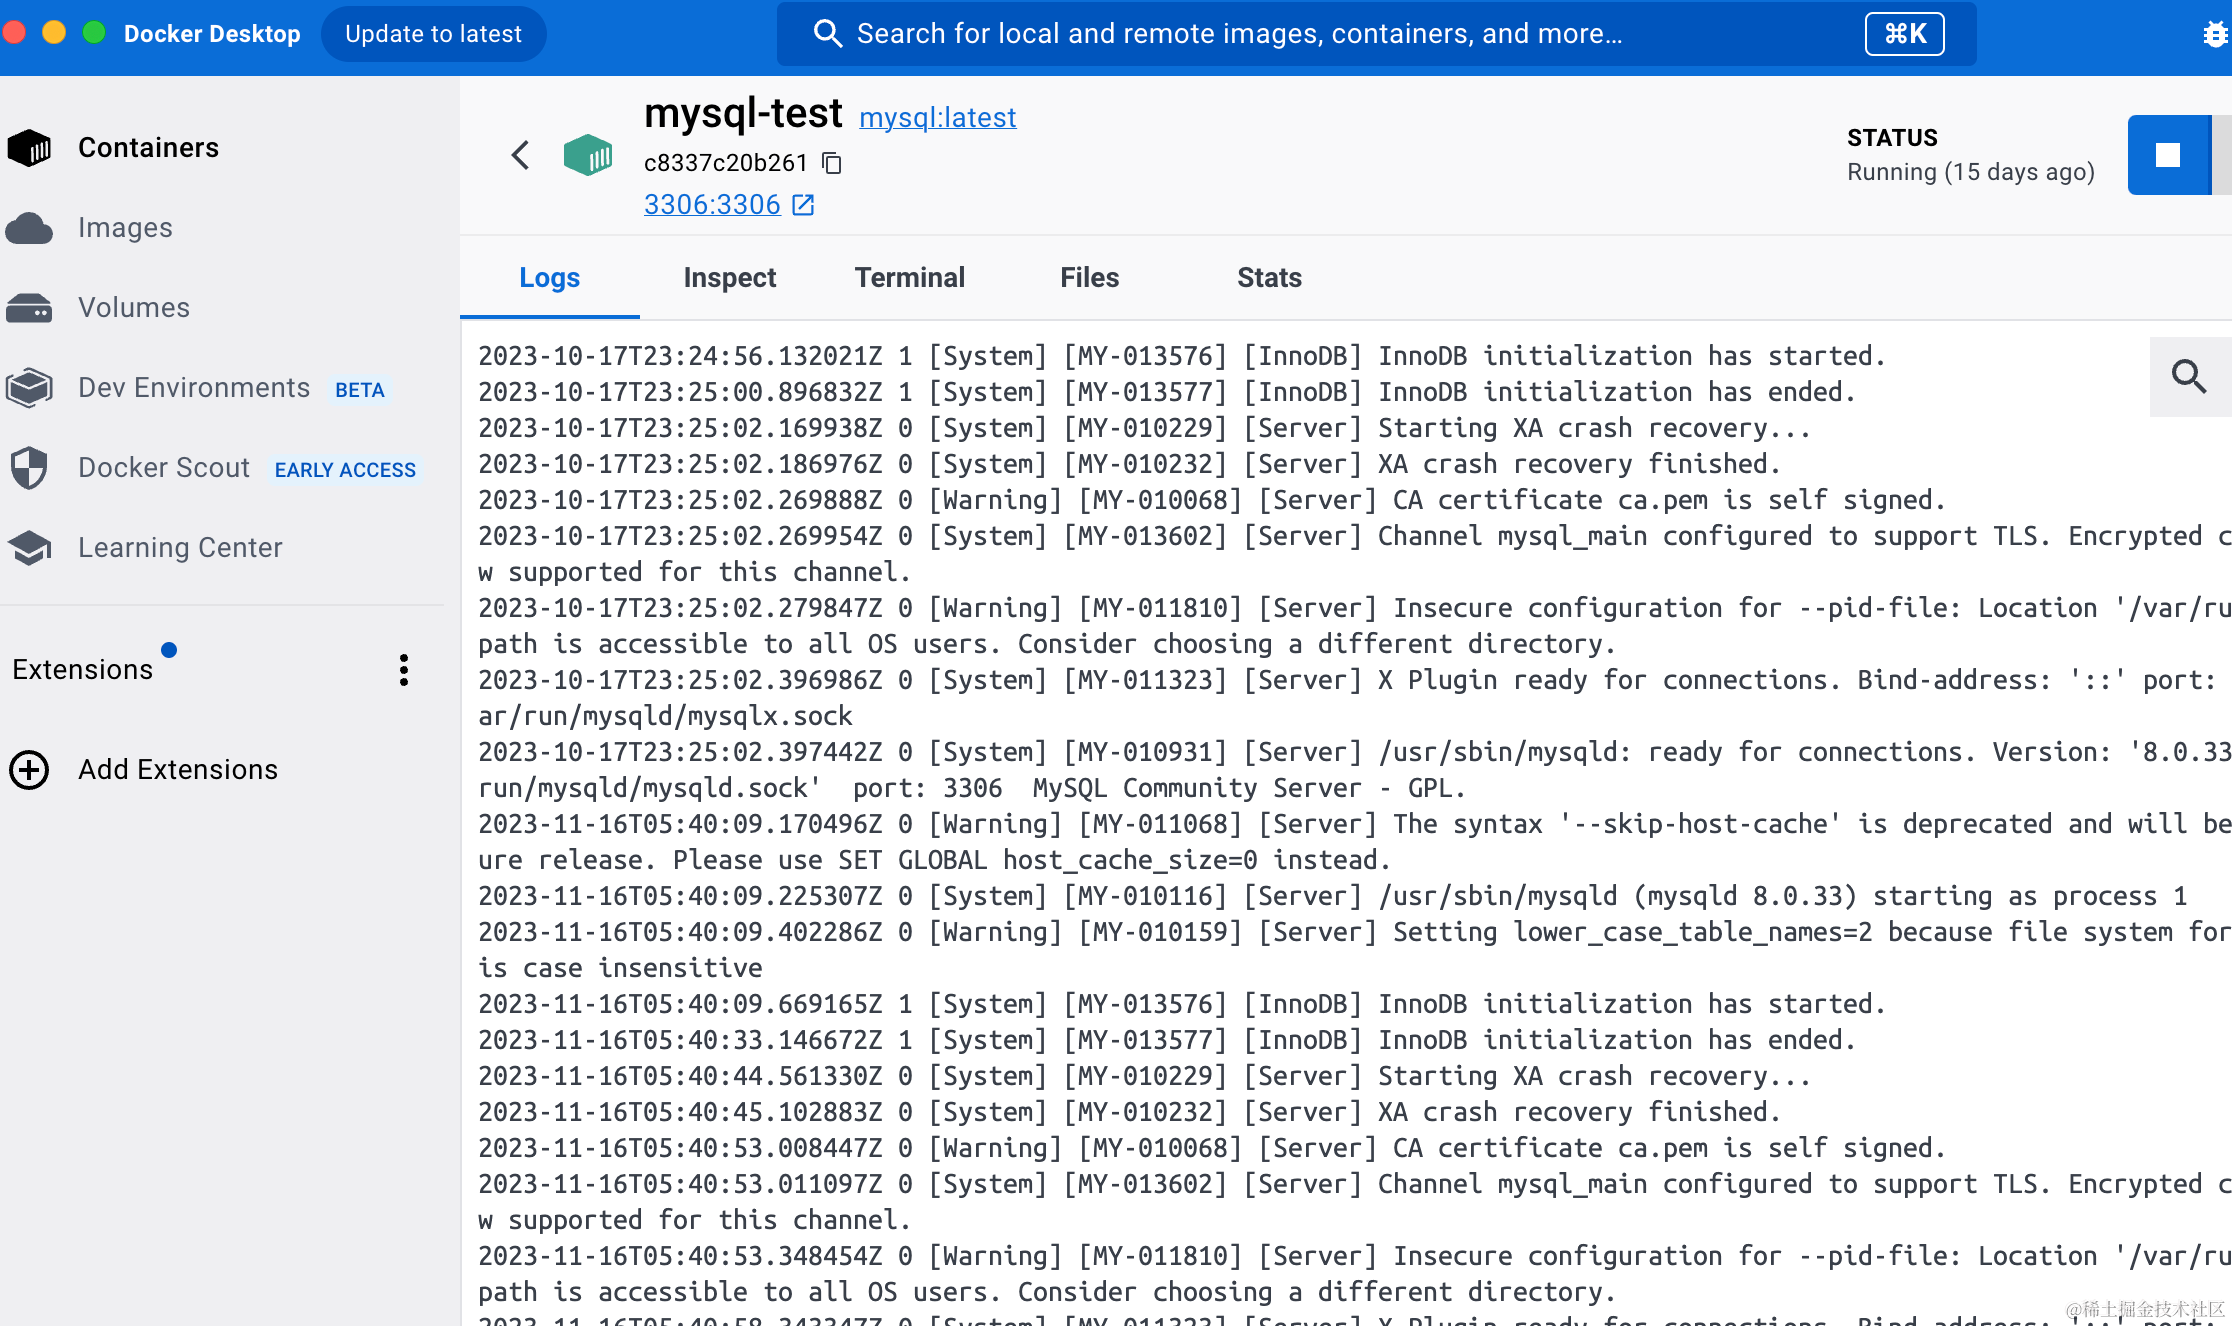 Docker Desktop
Update to latest
Search for local and remote images, containers, and more...
⌘K
Containers
Images
Volumes
Dev Environments BETA
Docker Scout EARLY ACCESS
Learning Center
Extensions
Add Extensions
mysql-test mysql:latest
c8337c20b261
3306:3306
STATUS
Running (15 days ago)
Logs Inspect Terminal Files Stats
2023-10-17T23:24:56.132021Z 1 [System] [MY-013576] [InnoDB] InnoDB initialization has started.
2023-10-17T23:25:00.896832Z 1 [System] [MY-013577] [InnoDB] InnoDB initialization has ended.
2023-10-17T23:25:02.169938Z 0 [System] [MY-010229] [Server] Starting XA crash recovery...
2023-10-17T23:25:02.186976Z 0 [System] [MY-010232] [Server] XA crash recovery finished.
2023-10-17T23:25:02.269888Z 0 [Warning] [MY-010068] [Server] CA certificate ca.pem is self signed.
2023-10-17T23:25:02.269954Z 0 [System] [MY-013602] [Server] Channel mysql_main configured to support TLS. Encrypted c
w supported for this channel.
2023-10-17T23:25:02.279847Z 0 [Warning] [MY-011810] [Server] Insecure configuration for --pid-file: Location '/var/ru
path is accessible to all OS users. Consider choosing a different directory.
2023-10-17T23:25:02.396986Z 0 [System] [MY-011323] [Server] X Plugin ready for connections. Bind-address: '::' port:
ar/run/mysqld/mysqlx.sock
2023-10-17T23:25:02.397442Z 0 [System] [MY-010931] [Server] /usr/sbin/mysqld: ready for connections. Version: '8.0.33
run/mysqld/mysqld.sock'  port: 3306  MySQL Community Server - GPL.
2023-11-16T05:40:09.170496Z 0 [Warning] [MY-011068] [Server] The syntax '--skip-host-cache' is deprecated and will be
ure release. Please use SET GLOBAL host_cache_size=0 instead.
2023-11-16T05:40:09.225307Z 0 [System] [MY-010116] [Server] /usr/sbin/mysqld (mysqld 8.0.33) starting as process 1
2023-11-16T05:40:09.402286Z 0 [Warning] [MY-010159] [Server] Setting lower_case_table_names=2 because file system for
is case insensitive
2023-11-16T05:40:09.669165Z 1 [System] [MY-013576] [InnoDB] InnoDB initialization has started.
2023-11-16T05:40:33.146672Z 1 [System] [MY-013577] [InnoDB] InnoDB initialization has ended.
2023-11-16T05:40:44.561330Z 0 [System] [MY-010229] [Server] Starting XA crash recovery...
2023-11-16T05:40:45.102883Z 0 [System] [MY-010232] [Server] XA crash recovery finished.
2023-11-16T05:40:53.008447Z 0 [Warning] [MY-010068] [Server] CA certificate ca.pem is self signed.
2023-11-16T05:40:53.011097Z 0 [System] [MY-013602] [Server] Channel mysql_main configured to support TLS. Encrypted c
w supported for this channel.
2023-11-16T05:40:53.348454Z 0 [Warning] [MY-011810] [Server] Insecure configuration for --pid-file: Location '/var/ru
path is accessible to all OS users. Consider choosing a different directory.
@稀土掘金技术社区